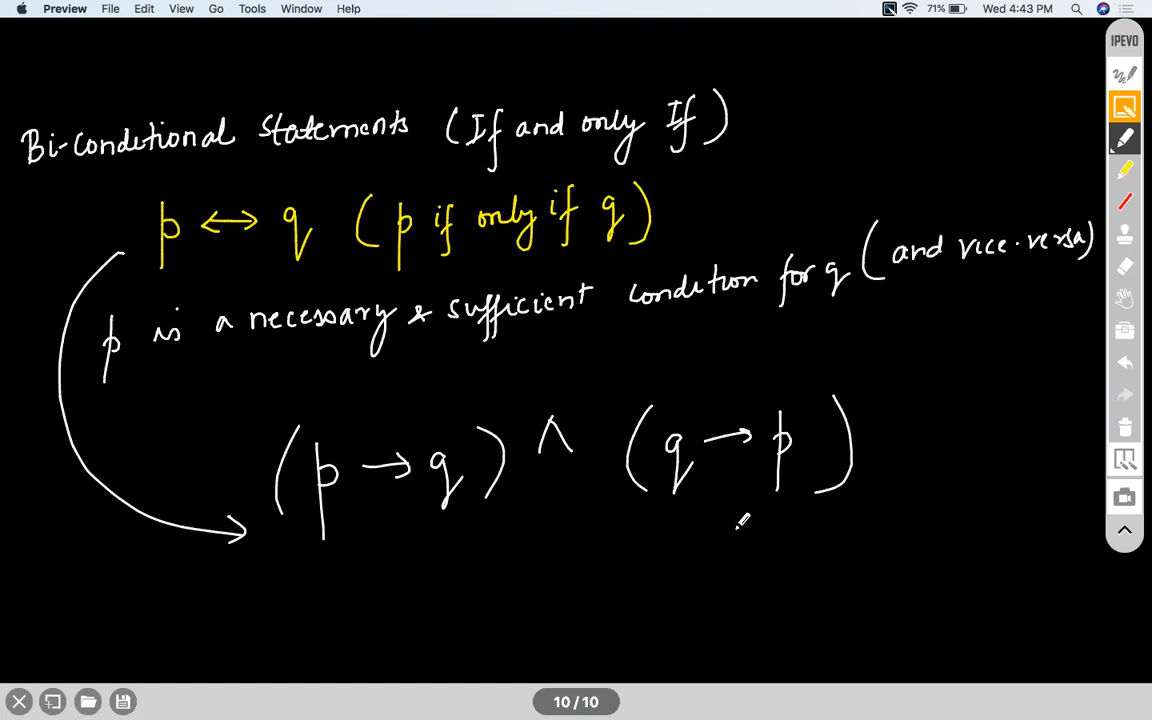 Preview File Edit View Go Tools Window Help 71% Wed 4:43 PM
IPEVO
Bi-conditional statements (If and only If)
p ↔ q (p if only if q)
p is a necessary & sufficient condition for q (and vice-versa)
(p → q) ∧ (q → p)
10/10